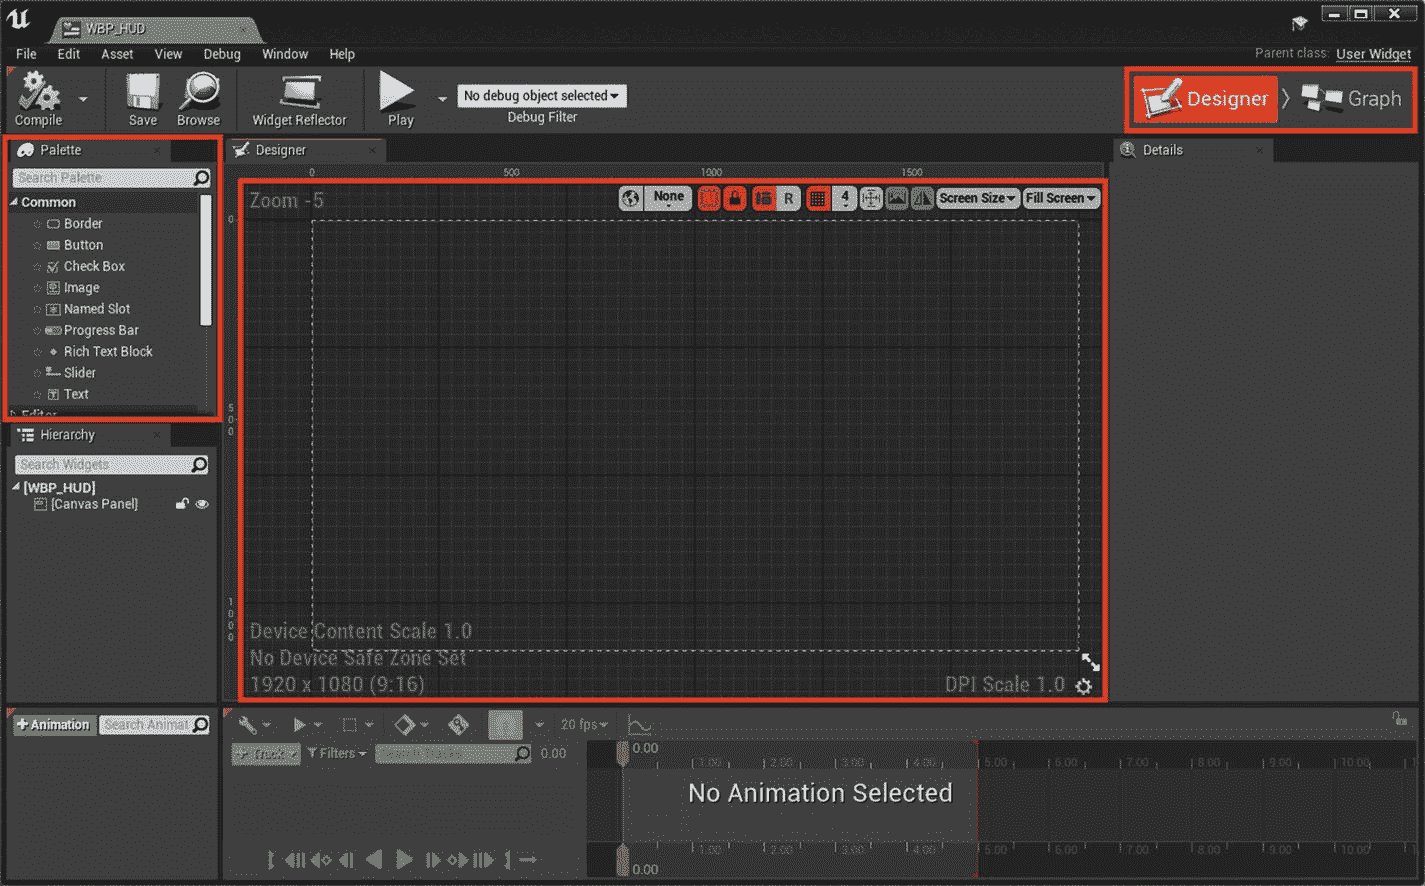 WBP_HUD
File Edit Asset View Debug Window Help
Parent class: User Widget
Compile
Save
Browse
Widget Reflector
Play
No debug object selected
Debug Filter
Designer
Graph
Palette
Search Palette
Common
Border
Button
Check Box
Image
Named Slot
Progress Bar
Rich Text Block
Slider
Text
Editor
Hierarchy
Search Widgets
[WBP_HUD]
[Canvas Panel]
Designer
0 500 1000 1500
0
500
1000
Zoom -5
None
R
4
Screen Size
Fill Screen
Device Content Scale 1.0
No Device Safe Zone Set
1920 x 1080 (9:16)
DPI Scale 1.0
Details
+Animation
Search Animat
20 fps
Track
Filters
0.00
0.00
1.00 2.00 3.00 4.00 5.00 6.00 7.00 8.00 9.00 10.00
No Animation Selected
1.00 2.00 3.00 4.00 5.00 6.00 7.00 8.00 9.00 10.00
0.00